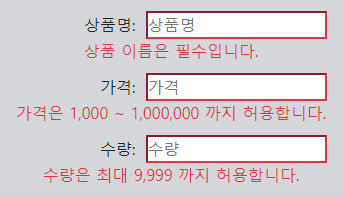 상품명: 상품명
상품 이름은 필수입니다.
가격: 가격
가격은 1,000 ~ 1,000,000 까지 허용합니다.
수량: 수량
수량은 최대 9,999 까지 허용합니다.